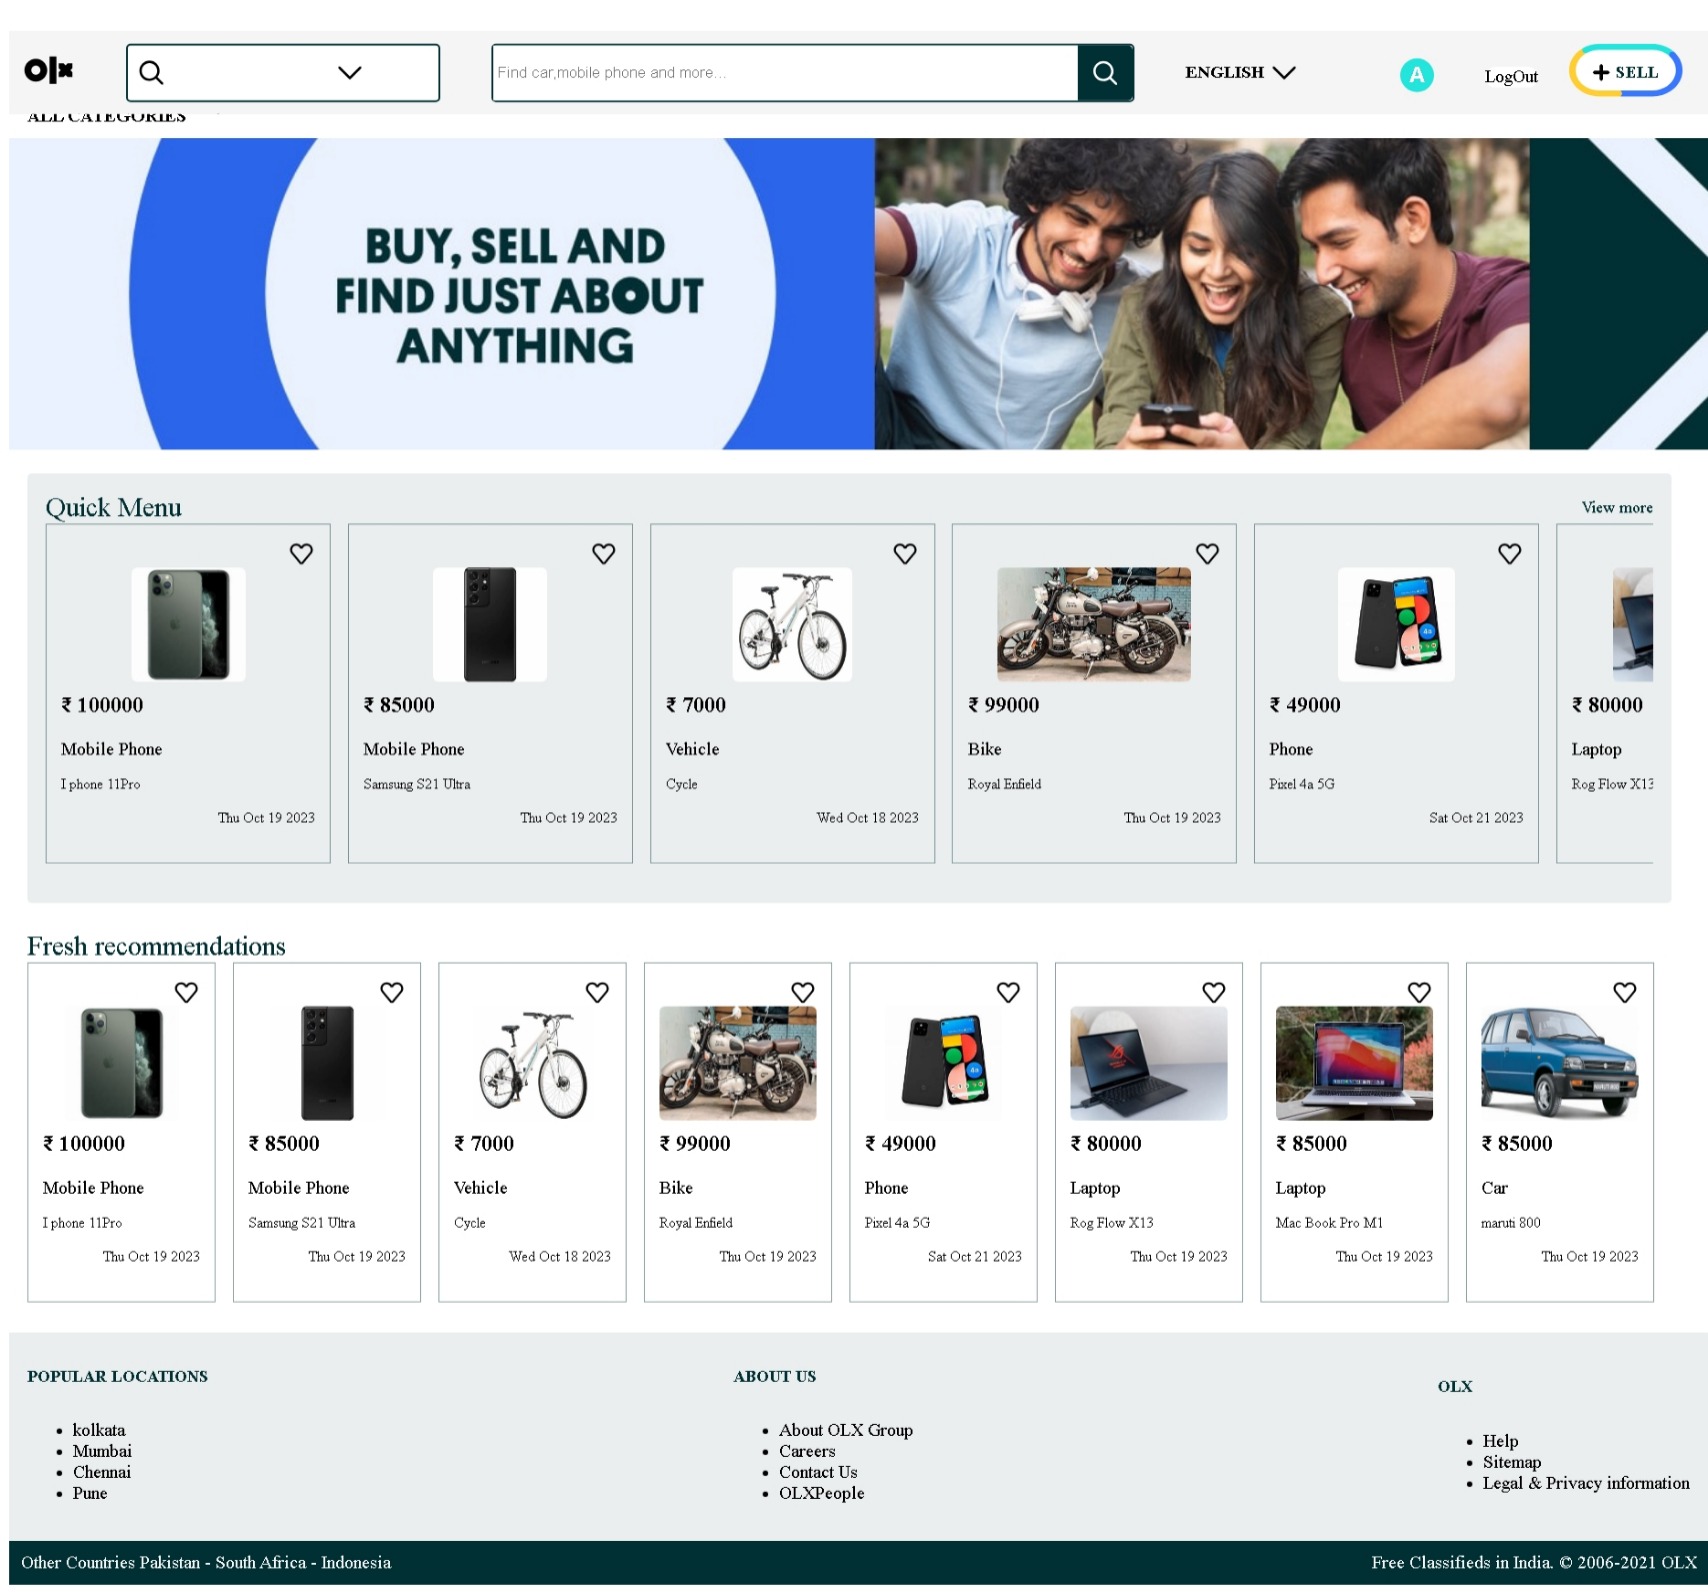 olx
Find car,mobile phone and more...
ENGLISH
A
LogOut
+ SELL
ALL CATEGORIES
BUY, SELL AND
FIND JUST ABOUT
ANYTHING
Quick Menu
View more
₹ 100000
Mobile Phone
I phone 11Pro
Thu Oct 19 2023
₹ 85000
Mobile Phone
Samsung S21 Ultra
Thu Oct 19 2023
₹ 7000
Vehicle
Cycle
Wed Oct 18 2023
₹ 99000
Bike
Royal Enfield
Thu Oct 19 2023
₹ 49000
Phone
Pixel 4a 5G
Sat Oct 21 2023
₹ 80000
Laptop
Rog Flow X13
Fresh recommendations
₹ 100000
Mobile Phone
I phone 11Pro
Thu Oct 19 2023
₹ 85000
Mobile Phone
Samsung S21 Ultra
Thu Oct 19 2023
₹ 7000
Vehicle
Cycle
Wed Oct 18 2023
₹ 99000
Bike
Royal Enfield
Thu Oct 19 2023
₹ 49000
Phone
Pixel 4a 5G
Sat Oct 21 2023
₹ 80000
Laptop
Rog Flow X13
Thu Oct 19 2023
₹ 85000
Laptop
Mac Book Pro M1
Thu Oct 19 2023
₹ 85000
Car
maruti 800
Thu Oct 19 2023
POPULAR LOCATIONS
kolkata
Mumbai
Chennai
Pune
ABOUT US
About OLX Group
Careers
Contact Us
OLXPeople
OLX
Help
Sitemap
Legal & Privacy information
Other Countries Pakistan - South Africa - Indonesia
Free Classifieds in India. © 2006-2021 OLX